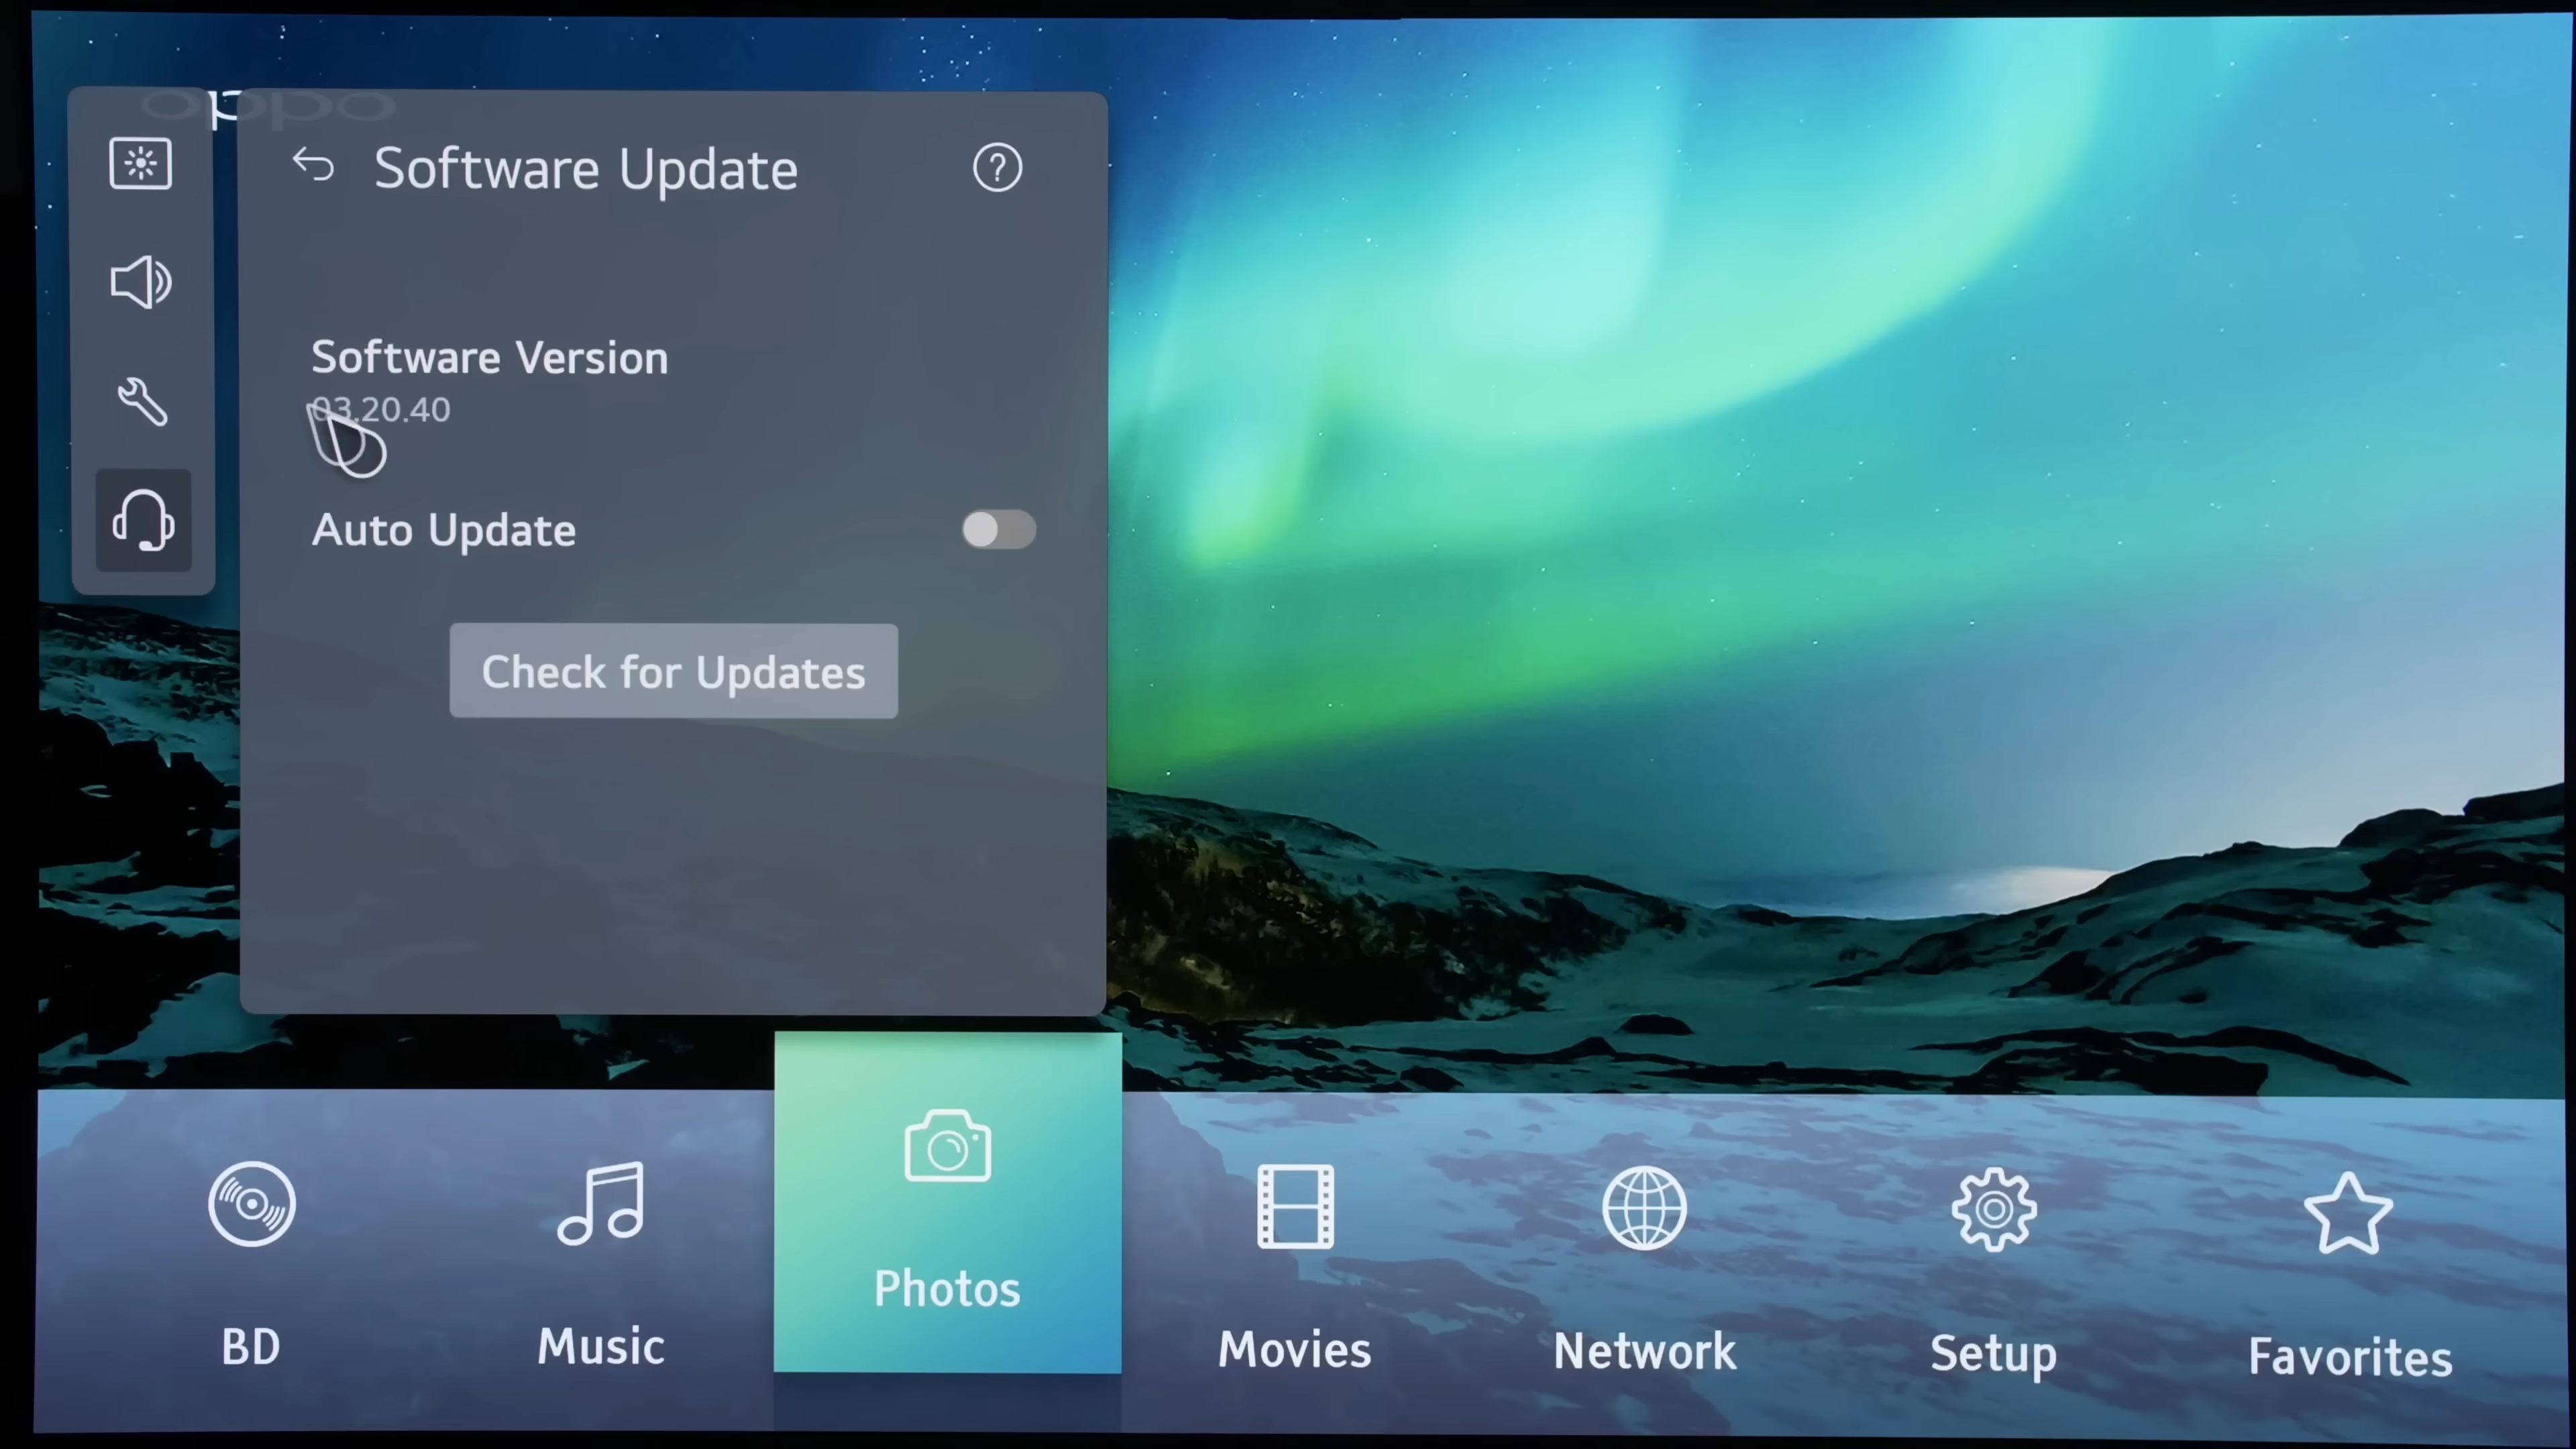 oppo
Software Update
Software Version
03.20.40
Auto Update
Check for Updates
Photos
BD
Music
Movies
Network
Setup
Favorites